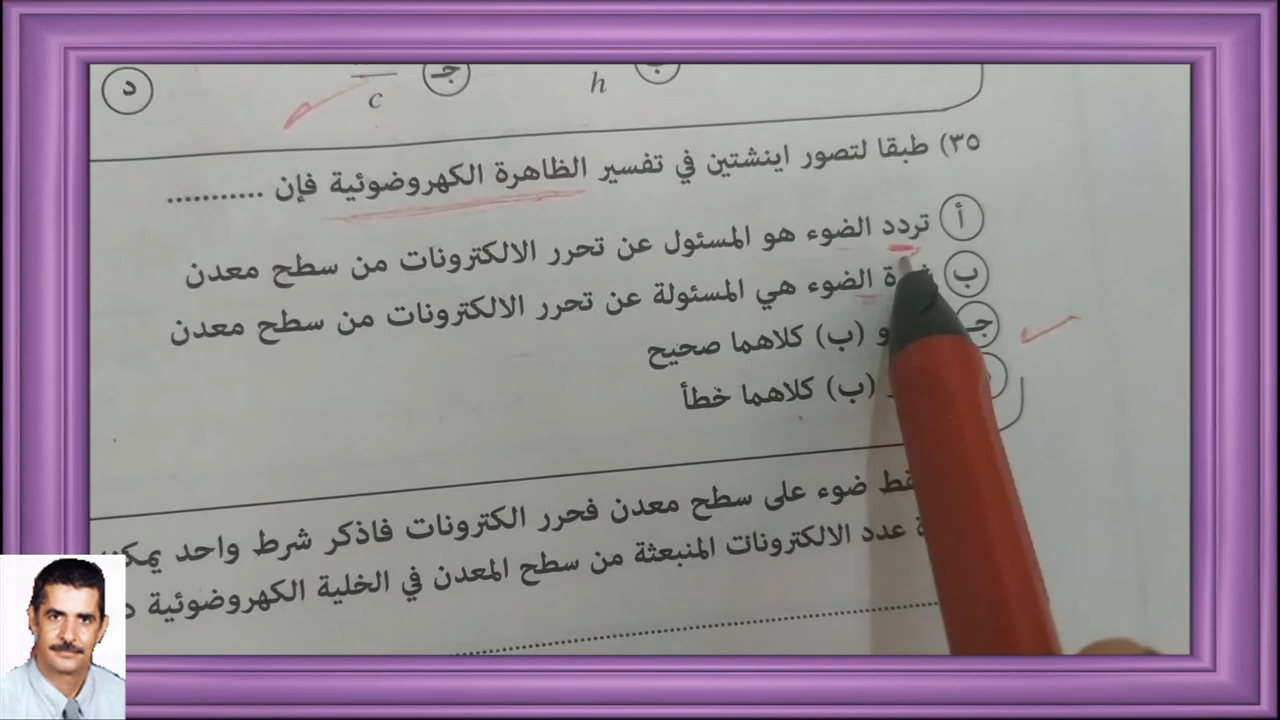 ب h جـ c د
٣٥) طبقا لتصور اينشتين في تفسير الظاهرة الكهروضوئية فإن ...........
أ تردد الضوء هو المسئول عن تحرر الالكترونات من سطح معدن
ب الضوء هي المسئولة عن تحرر الالكترونات من سطح معدن
جـ و (ب) كلاهما صحيح
(ب) كلاهما خطأ
ضوء على سطح معدن فحرر الكترونات فاذكر شرط واحد
عدد الالكترونات المنبعثة من سطح المعدن في الخلية الكهروضوئية